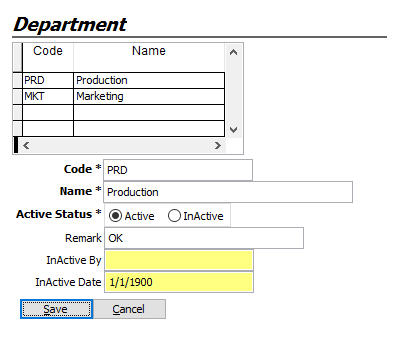 Department
Code Name
PRD Production
MKT Marketing
Code * PRD
Name * Production
Active Status * Active InActive
Remark OK
InActive By
InActive Date 1/1/1900
Save Cancel